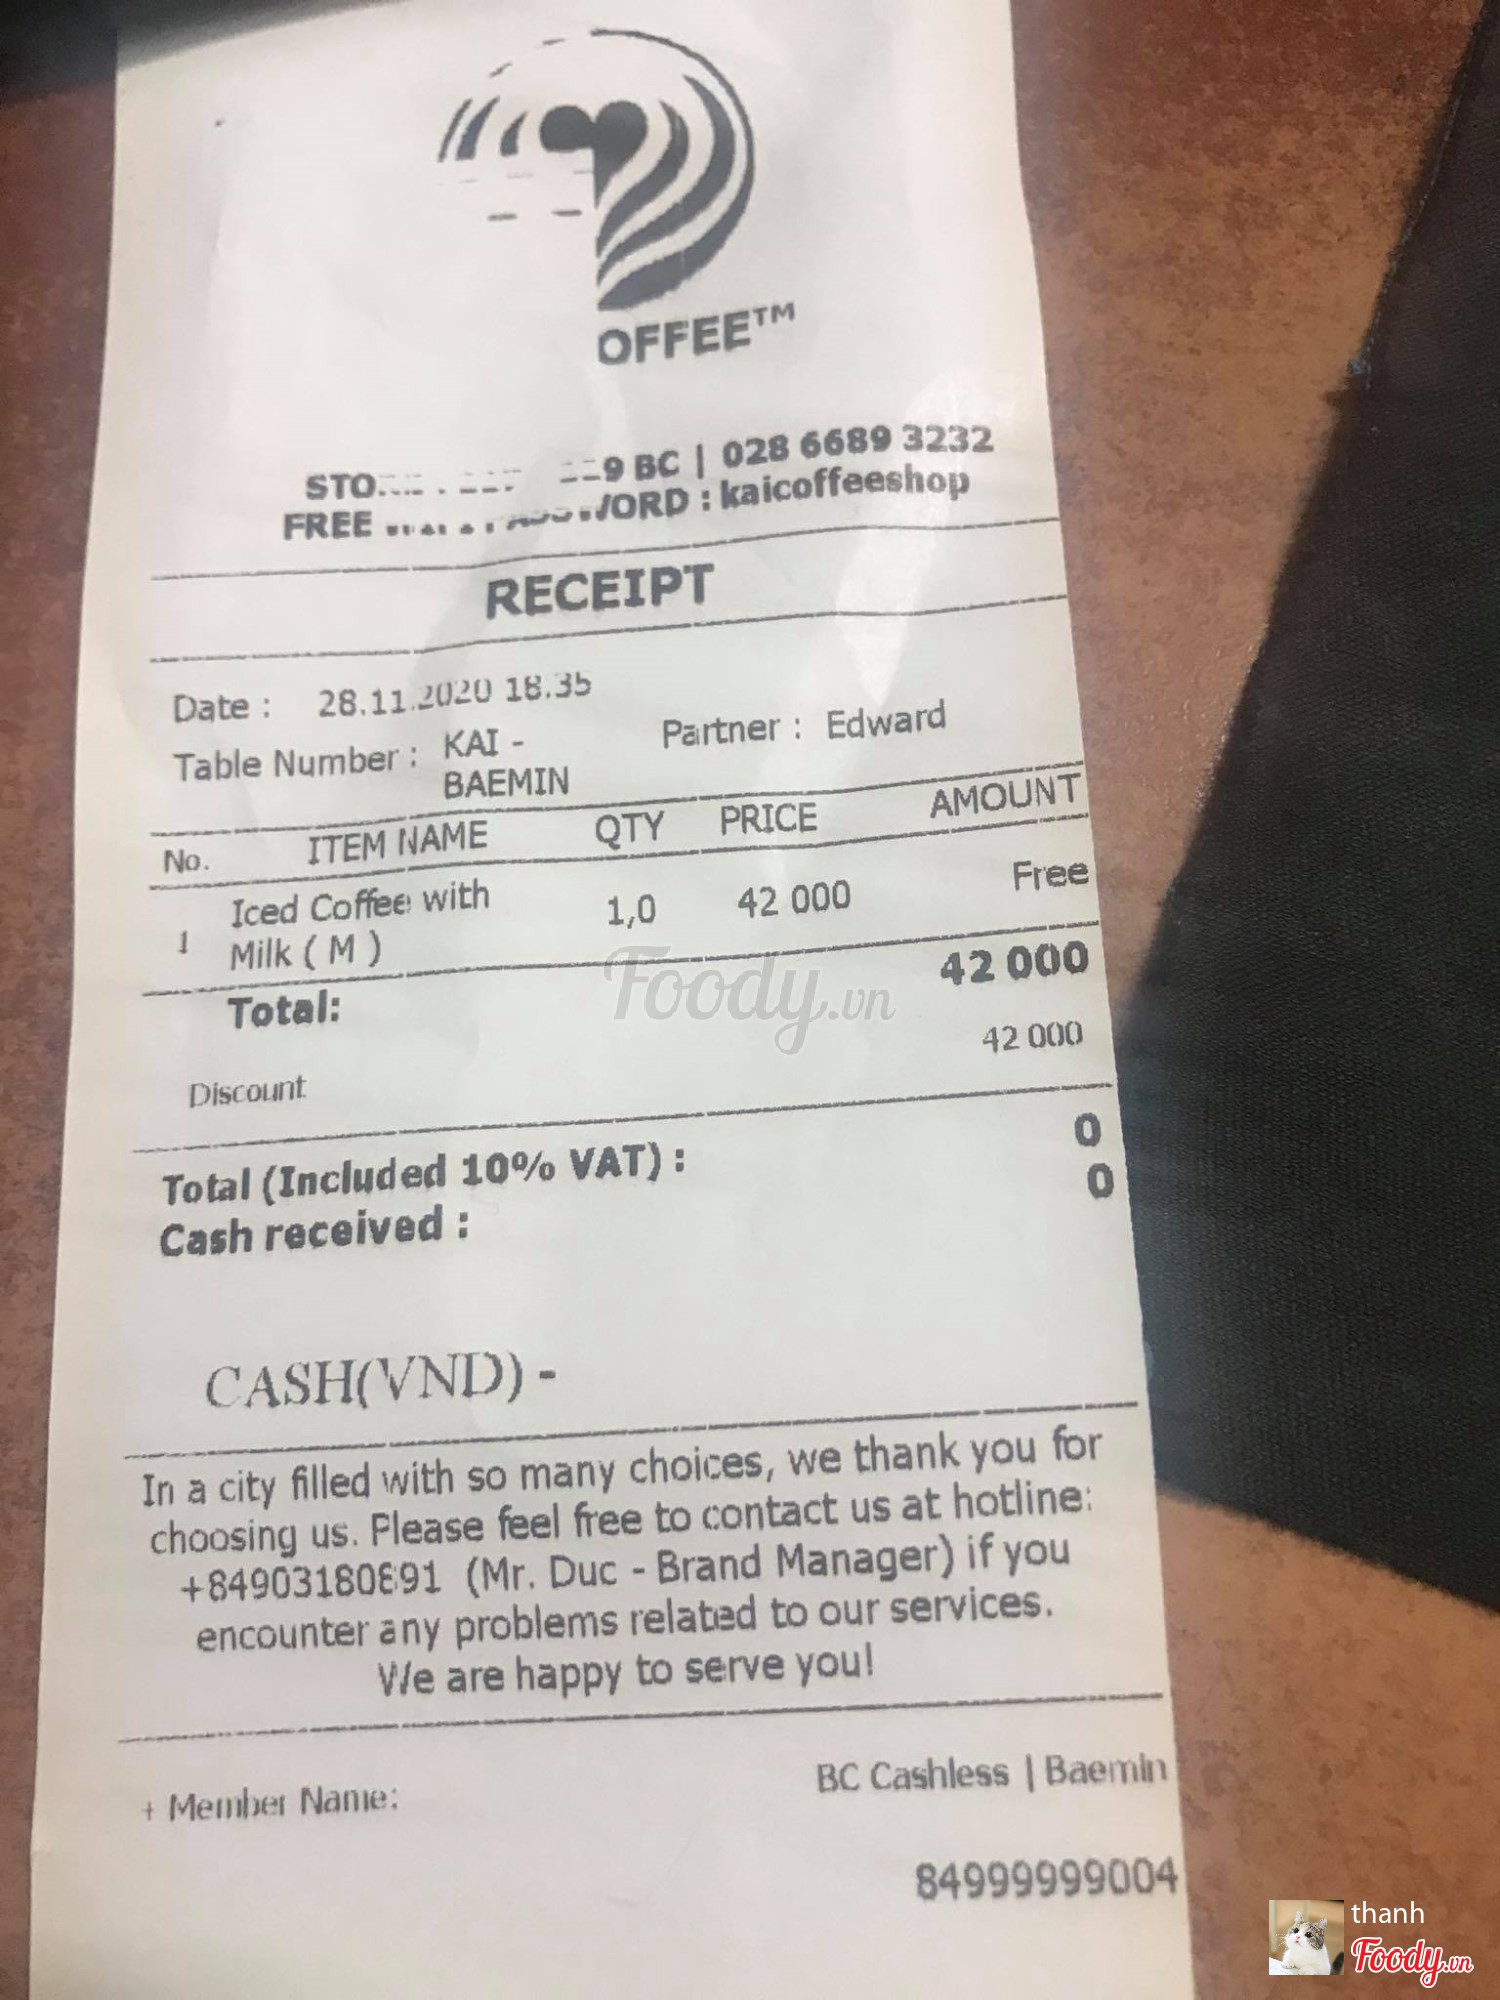 OFFEE™
9 BC | 028 6689 3232
FREE PASSWORD : kaicoffeeshop
RECEIPT
Date : 28.11.2020 18.35
Table Number : KAI - BAEMIN Partner : Edward
No. ITEM NAME QTY PRICE AMOUNT
1 Iced Coffee with Milk ( M ) 1,0 42 000 Free
Total: 42 000
Discount 42 000
Total (Included 10% VAT) : 0
Cash received : 0
CASH(VND) -
In a city filled with so many choices, we thank you for
choosing us. Please feel free to contact us at hotline:
+84903180891 (Mr. Duc - Brand Manager) if you
encounter any problems related to our services.
We are happy to serve you!
+ Member Name: BC Cashless | Baemin
84999999004
Foody.vn
thanh
Foody.vn